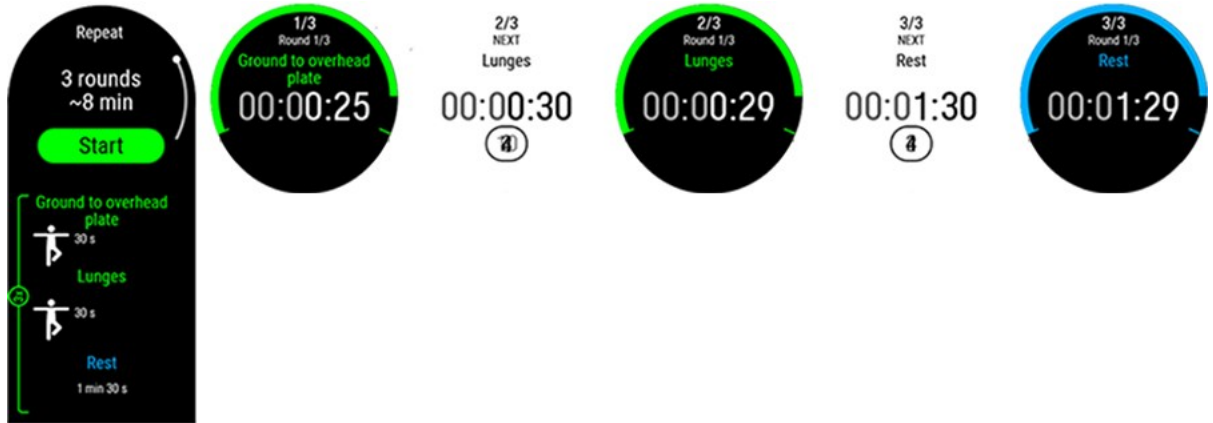 Repeat
3 rounds
~8 min
Start
Ground to overhead
plate
30 s
Lunges
30 s
3x
Rest
1 min 30 s
1/3
Round 1/3
Ground to overhead
plate
00:00:25
2/3
NEXT
Lunges
00:00:30
2/3
Round 1/3
Lunges
00:00:29
3/3
NEXT
Rest
00:01:30
3/3
Round 1/3
Rest
00:01:29